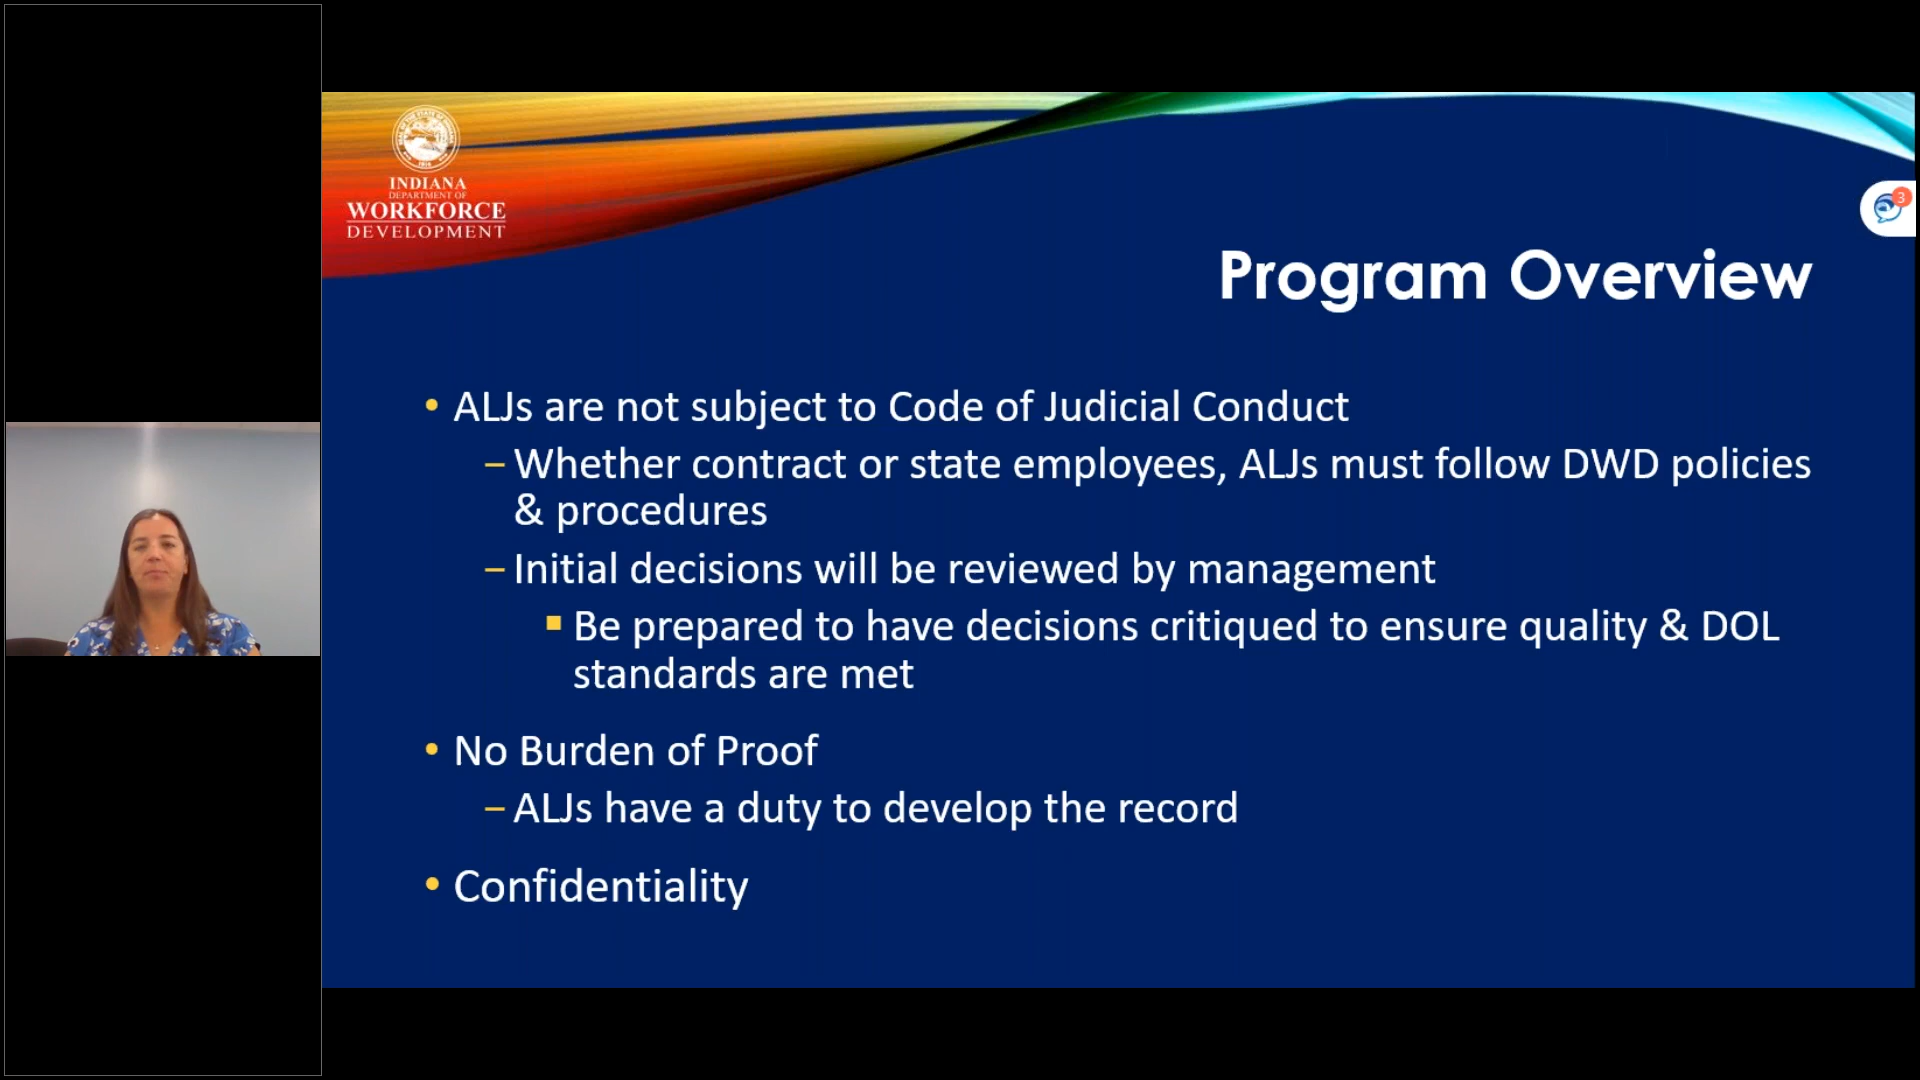 INDIANA
DEPARTMENT OF
WORKFORCE
DEVELOPMENT
3
Program Overview
• ALJs are not subject to Code of Judicial Conduct
– Whether contract or state employees, ALJs must follow DWD policies
& procedures
– Initial decisions will be reviewed by management
▪ Be prepared to have decisions critiqued to ensure quality & DOL
standards are met
• No Burden of Proof
– ALJs have a duty to develop the record
• Confidentiality